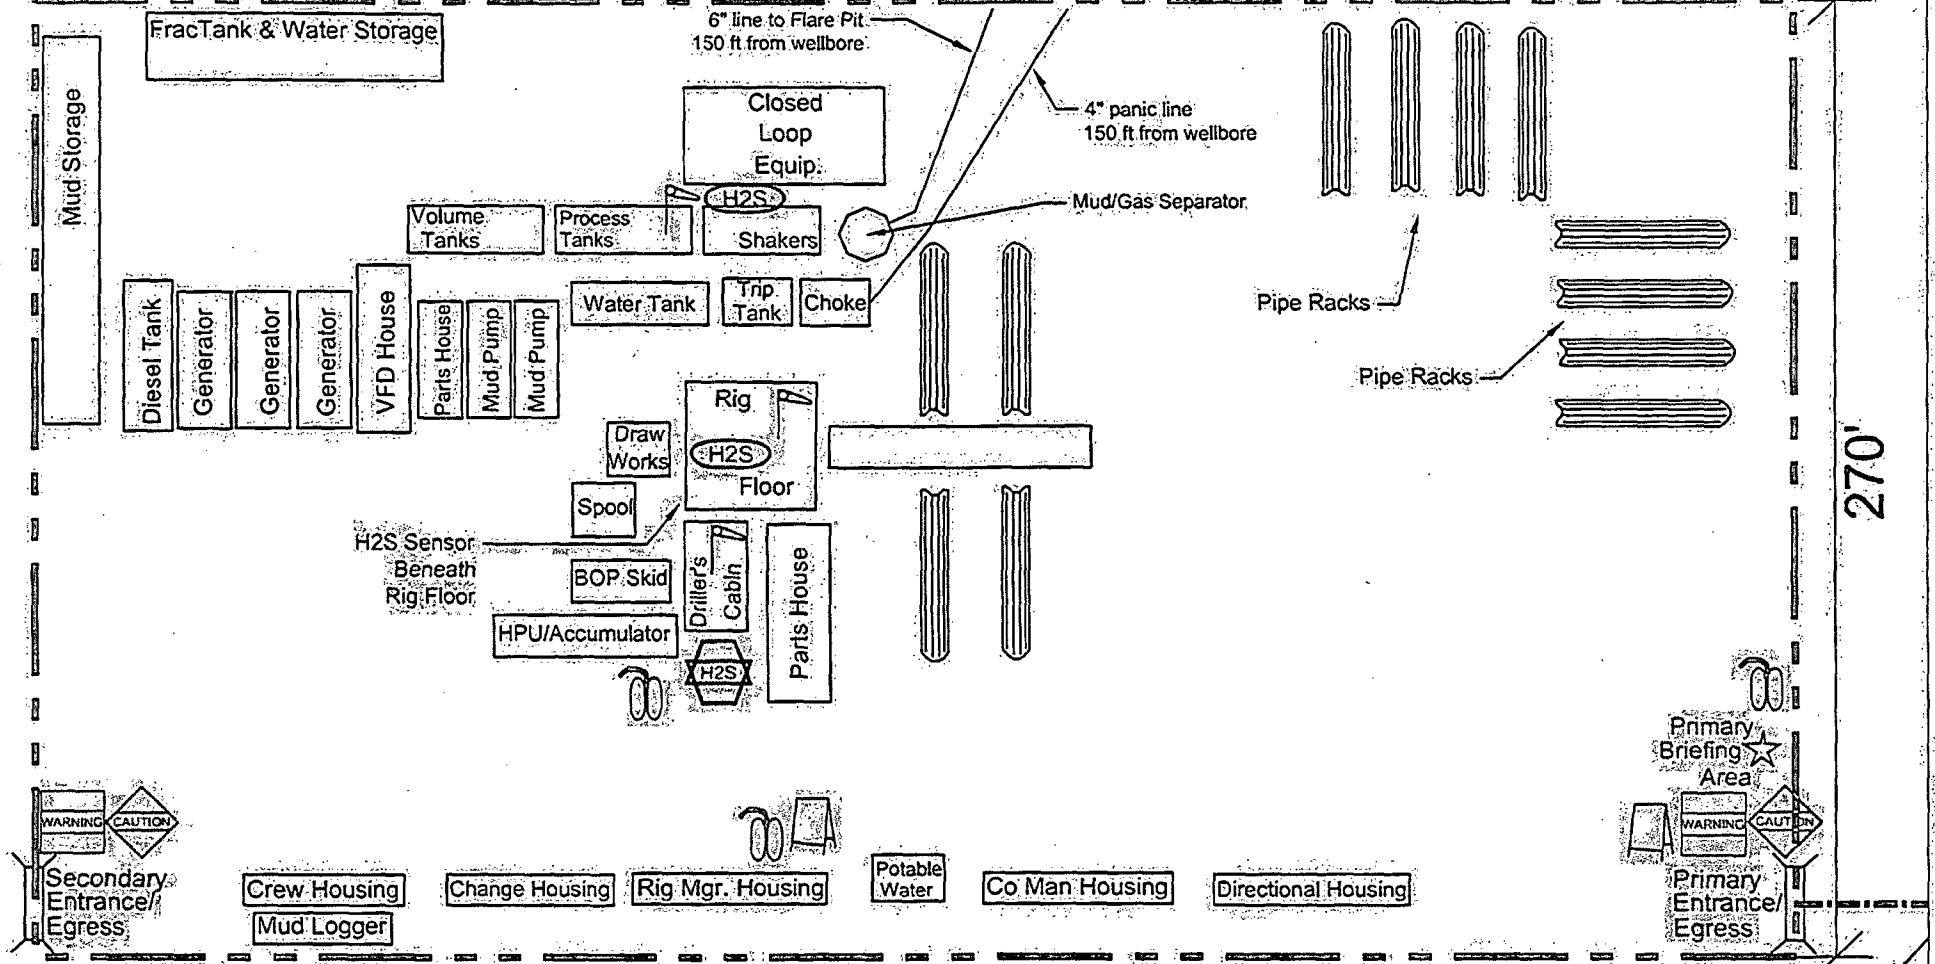 FracTank & Water Storage
6" line to Flare Pit
150 ft from wellbore
Mud Storage
Closed
Loop
Equip.
4" panic line
150 ft from wellbore
H2S
Volume
Tanks
Process
Tanks
Shakers
Mud/Gas Separator
Diesel Tank
Generator
Generator
Generator
VFD House
Parts House
Mud Pump
Mud Pump
Water Tank
Trip
Tank
Choke
Pipe Racks
Pipe Racks
Rig
H2S
Floor
Draw
Works
Spool
H2S Sensor
Beneath
Rig Floor
BOP Skid
Driller's
Cabin
Parts House
HPU/Accumulator
H2S
270'
Primary
Briefing
Area
WARNING
CAUTION
WARNING
CAUTION
Secondary
Entrance/
Egress
Crew Housing
Mud Logger
Change Housing
Rig Mgr. Housing
Potable
Water
Co Man Housing
Directional Housing
Primary
Entrance/
Egress